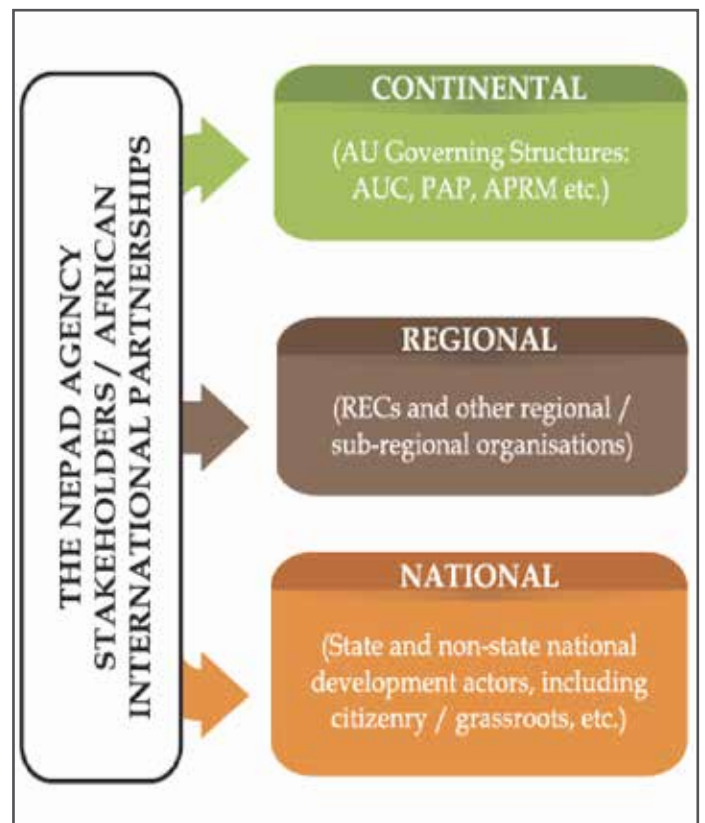 THE NEPAD AGENCY
STAKEHOLDERS / AFRICAN
INTERNATIONAL PARTNERSHIPS
CONTINENTAL
(AU Governing Structures:
AUC, PAP, APRM etc.)
REGIONAL
(RECs and other regional /
sub-regional organisations)
NATIONAL
(State and non-state national
development actors, including
citizenry / grassroots, etc.)